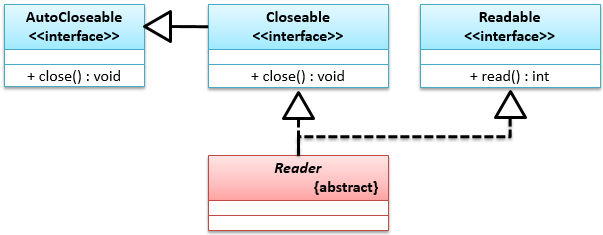 AutoCloseable
<<interface>>
+ close() : void
Closeable
<<interface>>
+ close() : void
Readable
<<interface>>
+ read() : int
Reader
{abstract}